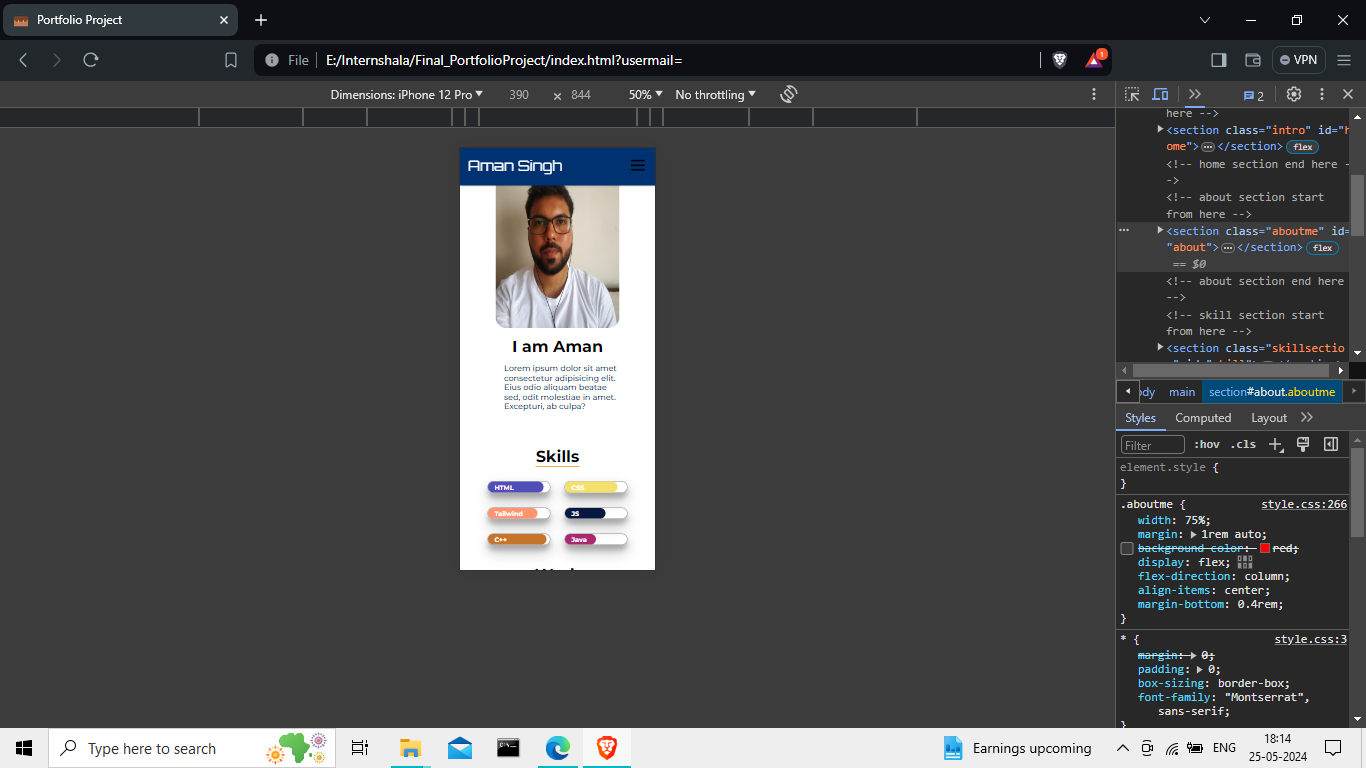 Portfolio Project
File
E:/Internshala/Final_PortfolioProject/index.html?usermail=
1
VPN
Dimensions: iPhone 12 Pro
390
×
844
50%
No throttling
2
Aman Singh
I am Aman
Lorem ipsum dolor sit amet
consectetur adipisicing elit.
Eius odio aliquam beatae
sed, odit molestiae in amet.
Excepturi, ab culpa?
Skills
HTML
CSS
Tailwind
JS
C++
Java
here -->
<section class="intro" id="h
ome">⋯</section> flex
<!-- home section end here -
->
<!-- about section start
from here -->
<section class="aboutme" id=
"about">⋯</section> flex
== $0
<!-- about section end here
-->
<!-- skill section start
from here -->
<section class="skillsectio
ody
main
section#about.aboutme
Styles
Computed
Layout
Filter
:hov
.cls
element.style {
}
.aboutme {
style.css:266
width: 75%;
margin: 1rem auto;
background-color: red;
display: flex;
flex-direction: column;
align-items: center;
margin-bottom: 0.4rem;
}
* {
style.css:3
margin: 0;
padding: 0;
box-sizing: border-box;
font-family: "Montserrat",
sans-serif;
}
Type here to search
Earnings upcoming
ENG
18:14
25-05-2024